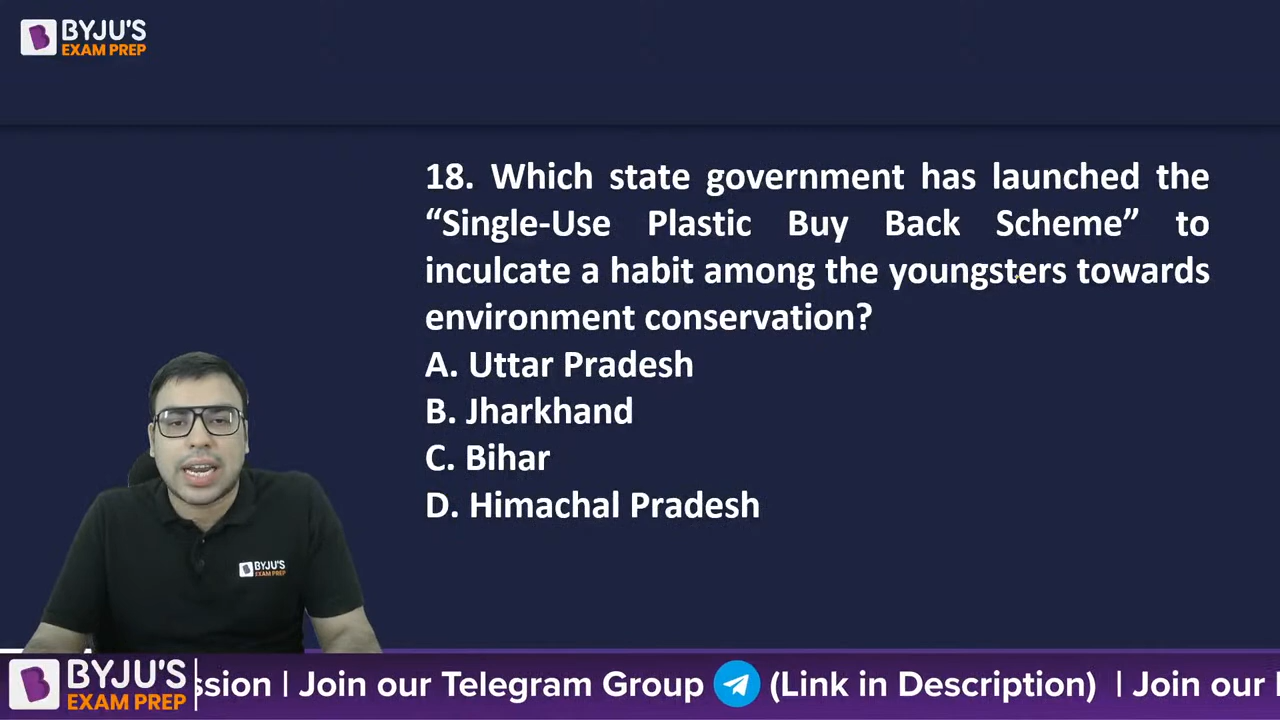 BYJU'S
EXAM PREP
18. Which state government has launched the
“Single-Use Plastic Buy Back Scheme” to
inculcate a habit among the youngsters towards
environment conservation?
A. Uttar Pradesh
B. Jharkhand
C. Bihar
D. Himachal Pradesh
BYJU'S
EXAM PREP
BYJU'S
EXAM PREP
ssion | Join our Telegram Group (Link in Description) | Join our